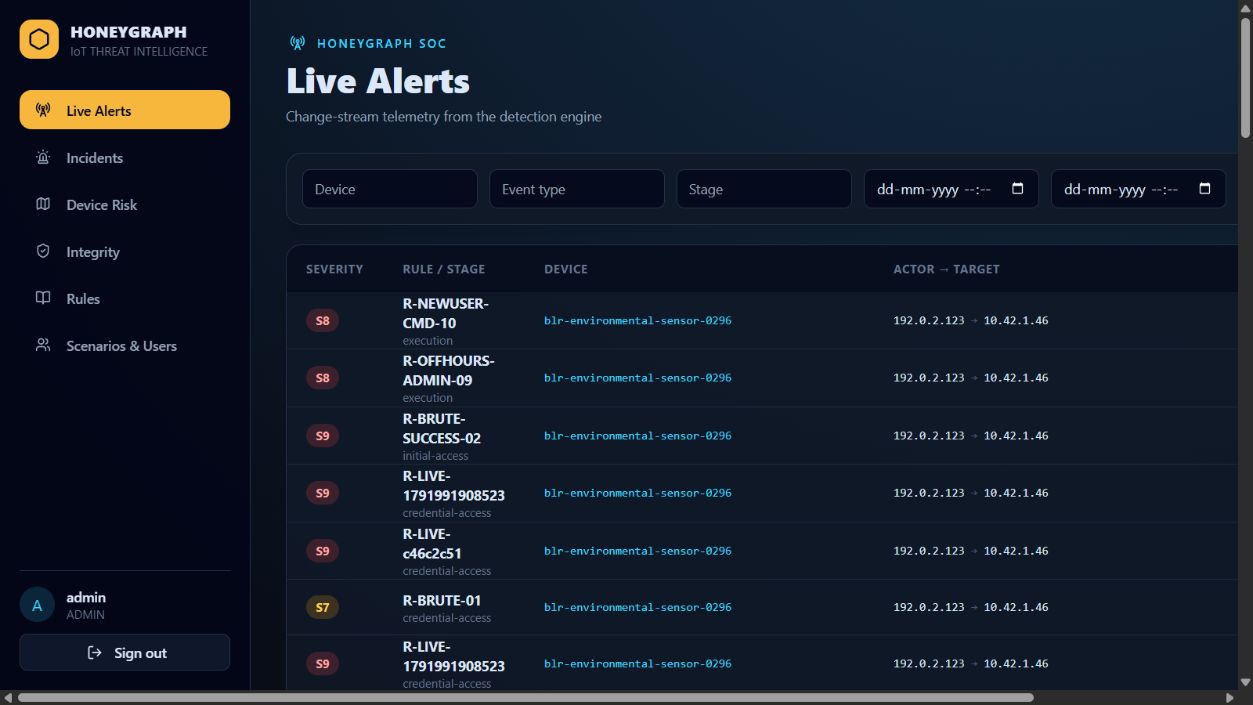 HONEYGRAPH
IoT THREAT INTELLIGENCE
Live Alerts
Incidents
Device Risk
Integrity
Rules
Scenarios & Users
A
admin
ADMIN
Sign out
HONEYGRAPH SOC
Live Alerts
Change-stream telemetry from the detection engine
Device
Event type
Stage
dd-mm-yyyy --:--
dd-mm-yyyy --:--
SEVERITY RULE / STAGE DEVICE ACTOR → TARGET
S8
R-NEWUSER-
CMD-10
execution
blr-environmental-sensor-0296
192.0.2.123 → 10.42.1.46
S8
R-OFFHOURS-
ADMIN-09
execution
blr-environmental-sensor-0296
192.0.2.123 → 10.42.1.46
S9
R-BRUTE-
SUCCESS-02
initial-access
blr-environmental-sensor-0296
192.0.2.123 → 10.42.1.46
S9
R-LIVE-
1791991908523
credential-access
blr-environmental-sensor-0296
192.0.2.123 → 10.42.1.46
S9
R-LIVE-
c46c2c51
credential-access
blr-environmental-sensor-0296
192.0.2.123 → 10.42.1.46
S7
R-BRUTE-01
credential-access
blr-environmental-sensor-0296
192.0.2.123 → 10.42.1.46
S9
R-LIVE-
1791991908523
credential-access
blr-environmental-sensor-0296
192.0.2.123 → 10.42.1.46